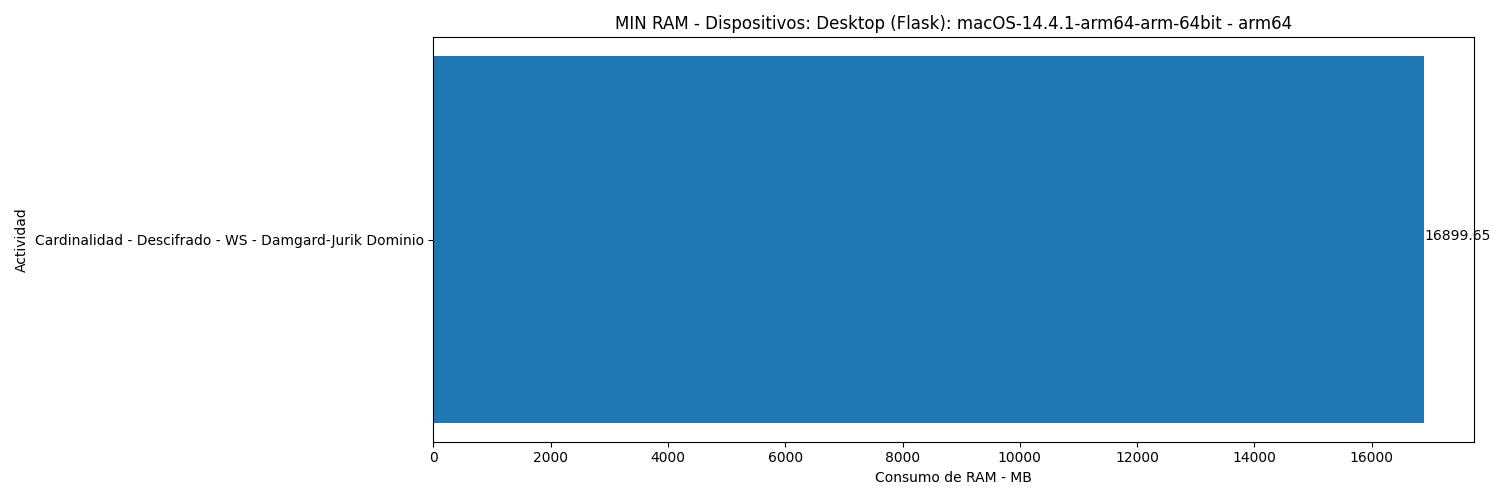 MIN RAM - Dispositivos: Desktop (Flask): macOS-14.4.1-arm64-arm-64bit - arm64
Actividad
Cardinalidad - Descifrado - WS - Damgard-Jurik Dominio
16899.65
0 2000 4000 6000 8000 10000 12000 14000 16000
Consumo de RAM - MB